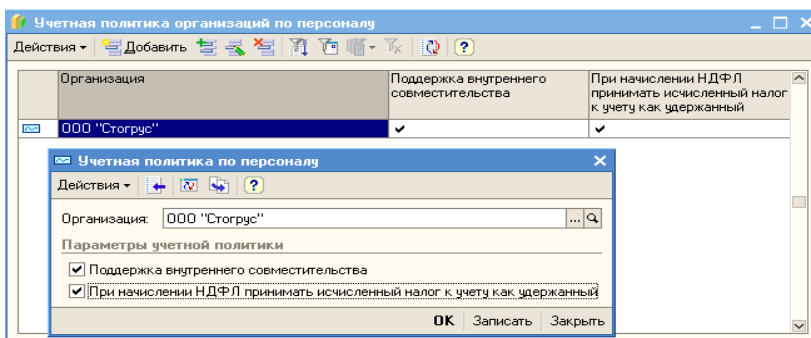 Учетная политика организаций по персоналу
Действия Добавить
Организация
Поддержка внутреннего совместительства
При начислении НДФЛ принимать исчисленный налог к учету как удержанный
ООО "Стогрус"
Учетная политика по персоналу
Действия
Организация: ООО "Стогрус" ...
Параметры учетной политики
Поддержка внутреннего совместительства
При начислении НДФЛ принимать исчисленный налог к учету как удержанный
ОК Записать Закрыть